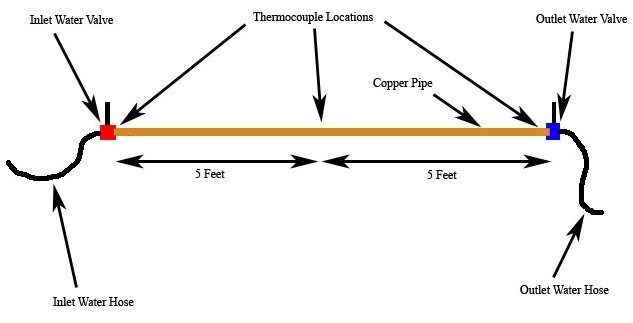 Inlet Water Valve
Thermocouple Locations
Outlet Water Valve
Copper Pipe
5 Feet
5 Feet
Inlet Water Hose
Outlet Water Hose